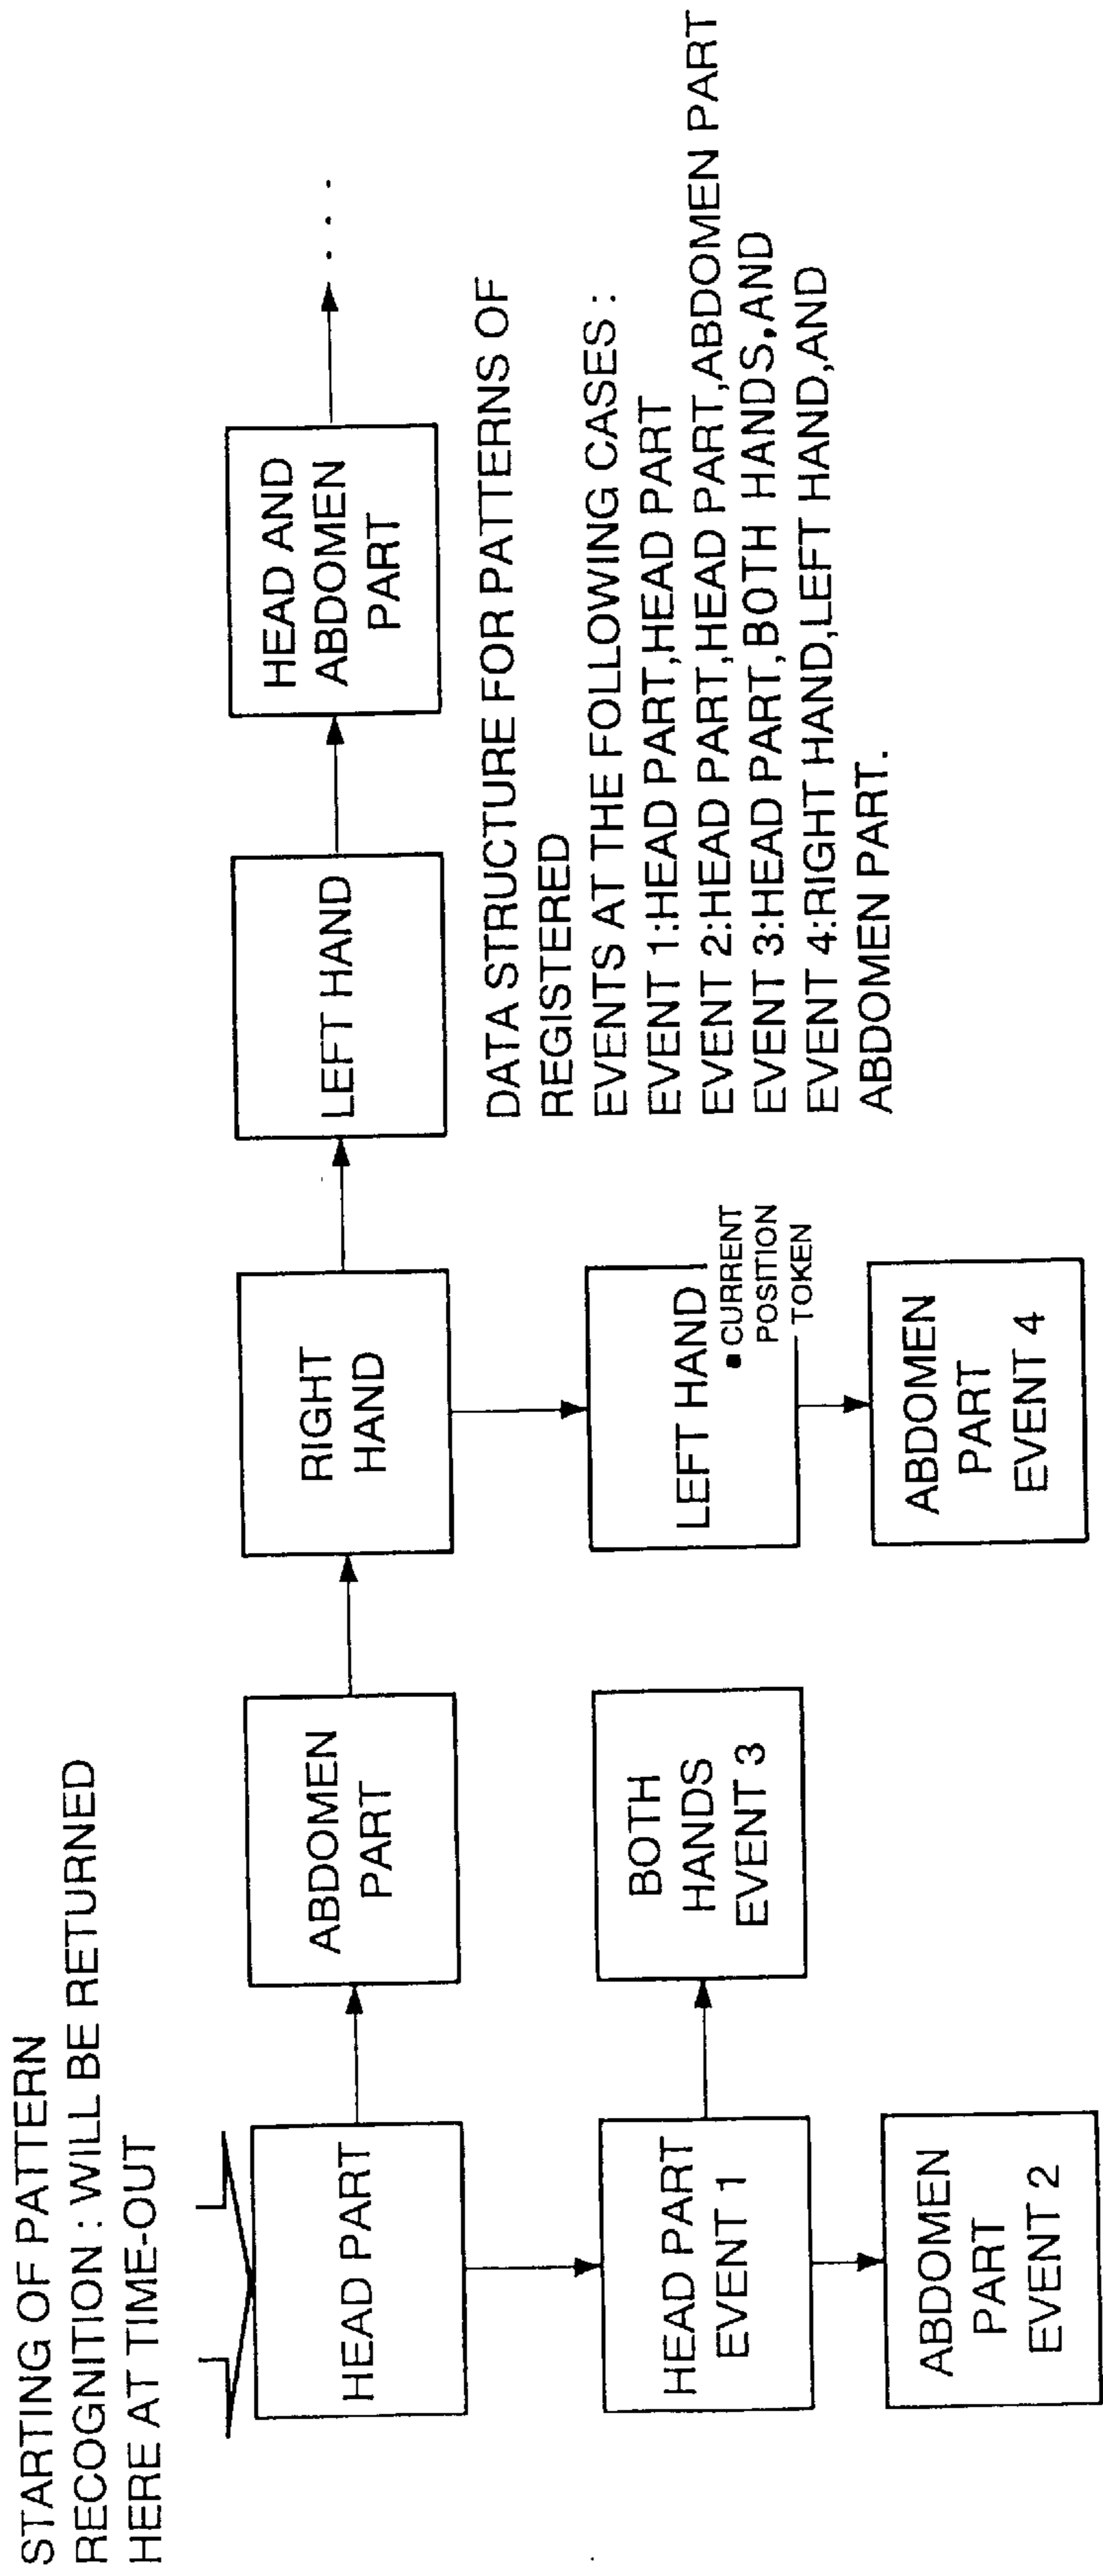 STARTING OF PATTERN
RECOGNITION : WILL BE RETURNED
HERE AT TIME-OUT
HEAD PART
ABDOMEN
PART
RIGHT
HAND
LEFT HAND
HEAD AND
ABDOMEN
PART
. . .
HEAD PART
EVENT 1
BOTH
HANDS
EVENT 3
LEFT HAND
• CURRENT
POSITION
TOKEN
ABDOMEN
PART
EVENT 2
ABDOMEN
PART
EVENT 4
DATA STRUCTURE FOR PATTERNS OF
REGISTERED
EVENTS AT THE FOLLOWING CASES :
EVENT 1:HEAD PART,HEAD PART
EVENT 2:HEAD PART,HEAD PART,ABDOMEN PART
EVENT 3:HEAD PART,BOTH HANDS,AND
EVENT 4:RIGHT HAND,LEFT HAND,AND
ABDOMEN PART.